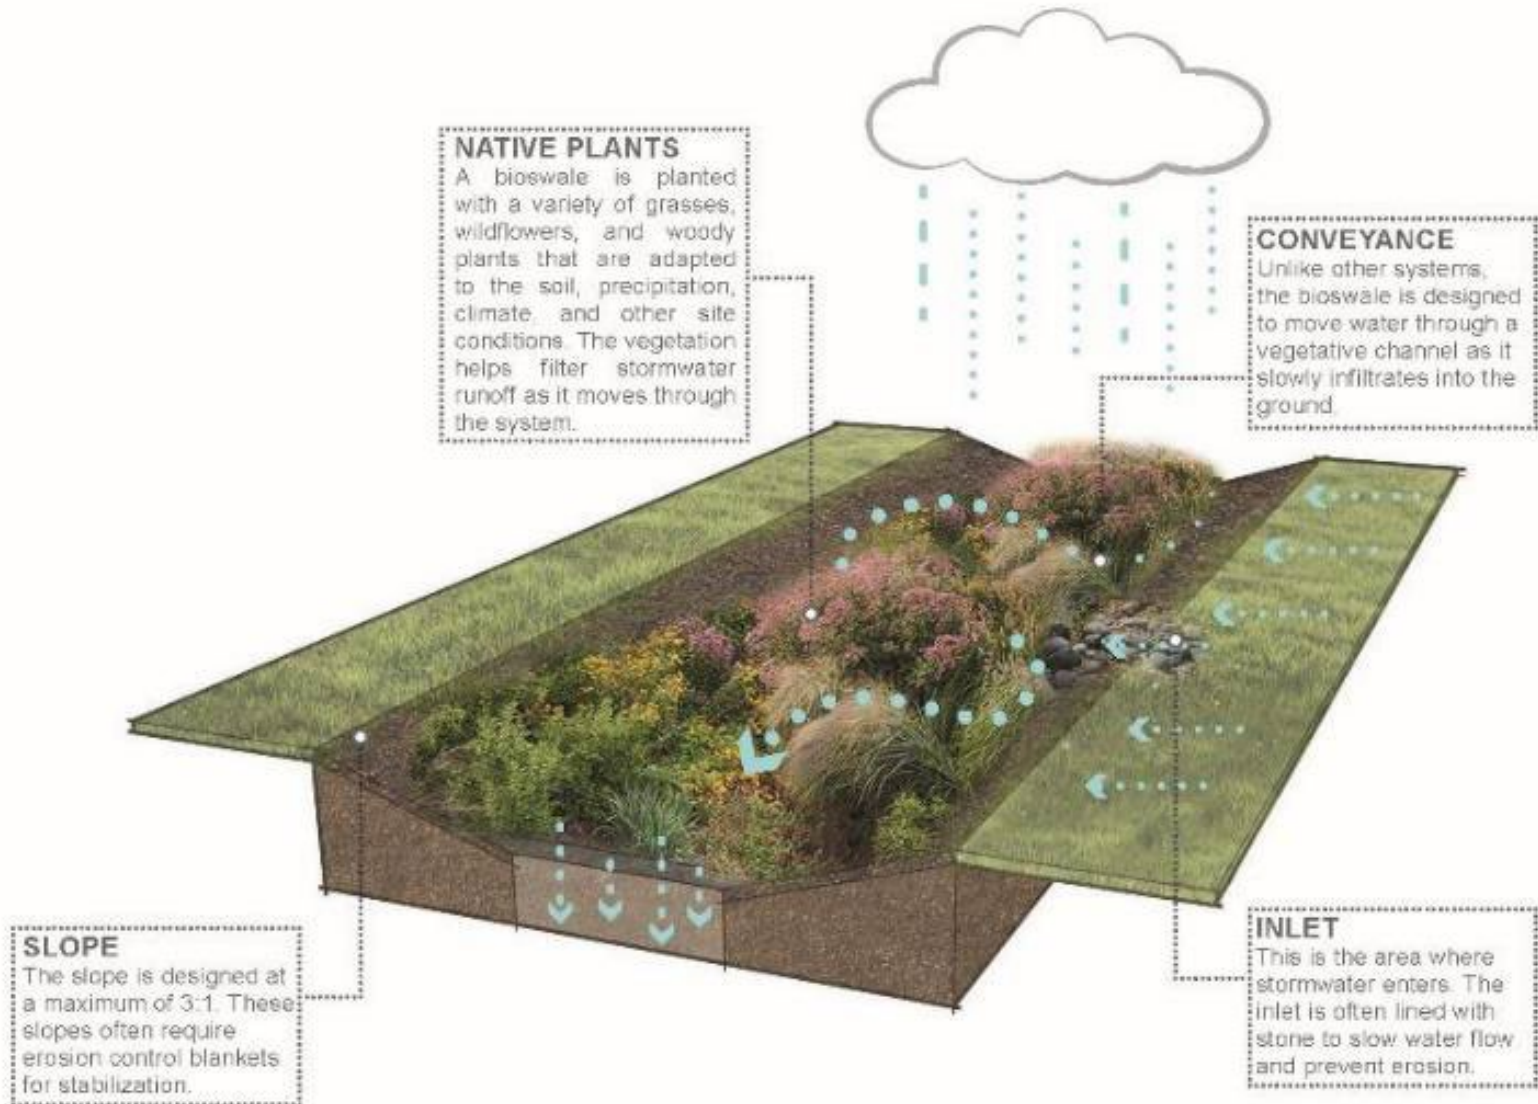 NATIVE PLANTS
A bioswale is planted
with a variety of grasses,
wildflowers, and woody
plants that are adapted
to the soil, precipitation,
climate, and other site
conditions. The vegetation
helps filter stormwater
runoff as it moves through
the system.
CONVEYANCE
Unlike other systems,
the bioswale is designed
to move water through a
vegetative channel as it
slowly infiltrates into the
ground.
SLOPE
The slope is designed at
a maximum of 3:1. These
slopes often require
erosion control blankets
for stabilization.
INLET
This is the area where
stormwater enters. The
inlet is often lined with
stone to slow water flow
and prevent erosion.